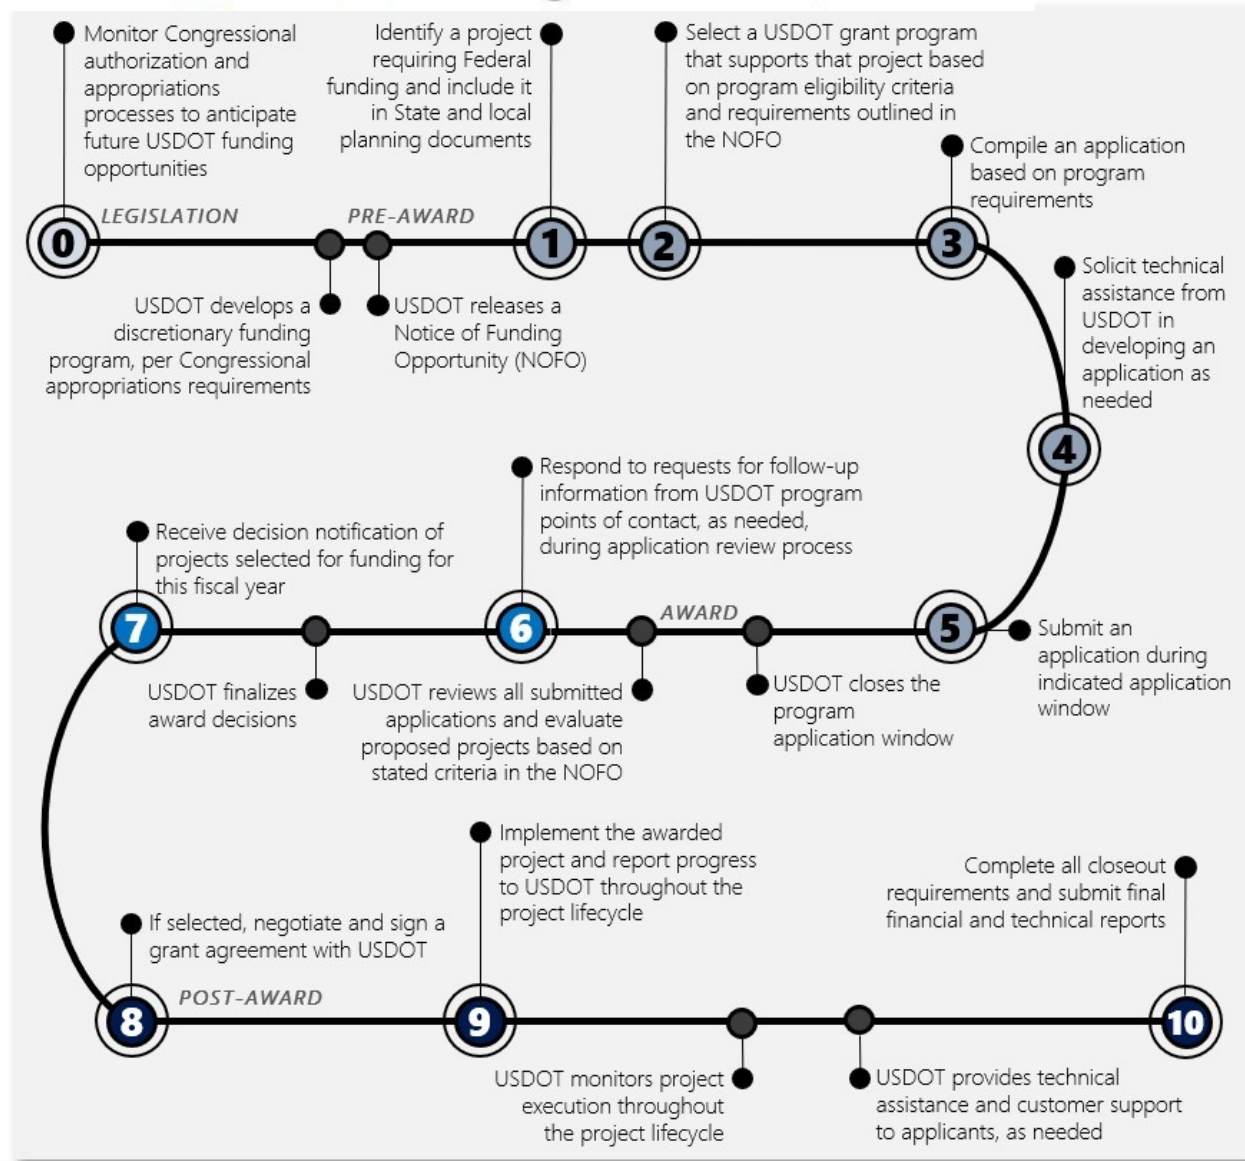 Monitor Congressional
authorization and
appropriations
processes to anticipate
future USDOT funding
opportunities
Identify a project
requiring Federal
funding and include it
in State and local
planning documents
Select a USDOT grant program
that supports that project based
on program eligibility criteria
and requirements outlined in
the NOFO
Compile an application
based on program
requirements
LEGISLATION
PRE-AWARD
0
1
2
3
USDOT develops a
discretionary funding
program, per Congressional
appropriations requirements
USDOT releases a
Notice of Funding
Opportunity (NOFO)
Solicit technical
assistance from
USDOT in
developing an
application as
needed
4
Submit an
application during
indicated application
window
5
AWARD
USDOT closes the
program
application window
USDOT reviews all submitted
applications and evaluate
proposed projects based on
stated criteria in the NOFO
Respond to requests for follow-up
information from USDOT program
points of contact, as needed,
during application review process
6
USDOT finalizes
award decisions
Receive decision notification of
projects selected for funding for
this fiscal year
7
If selected, negotiate and sign a
grant agreement with USDOT
8
POST-AWARD
Implement the awarded
project and report progress
to USDOT throughout the
project lifecycle
9
USDOT monitors project
execution throughout
the project lifecycle
USDOT provides technical
assistance and customer support
to applicants, as needed
Complete all closeout
requirements and submit final
financial and technical reports
10